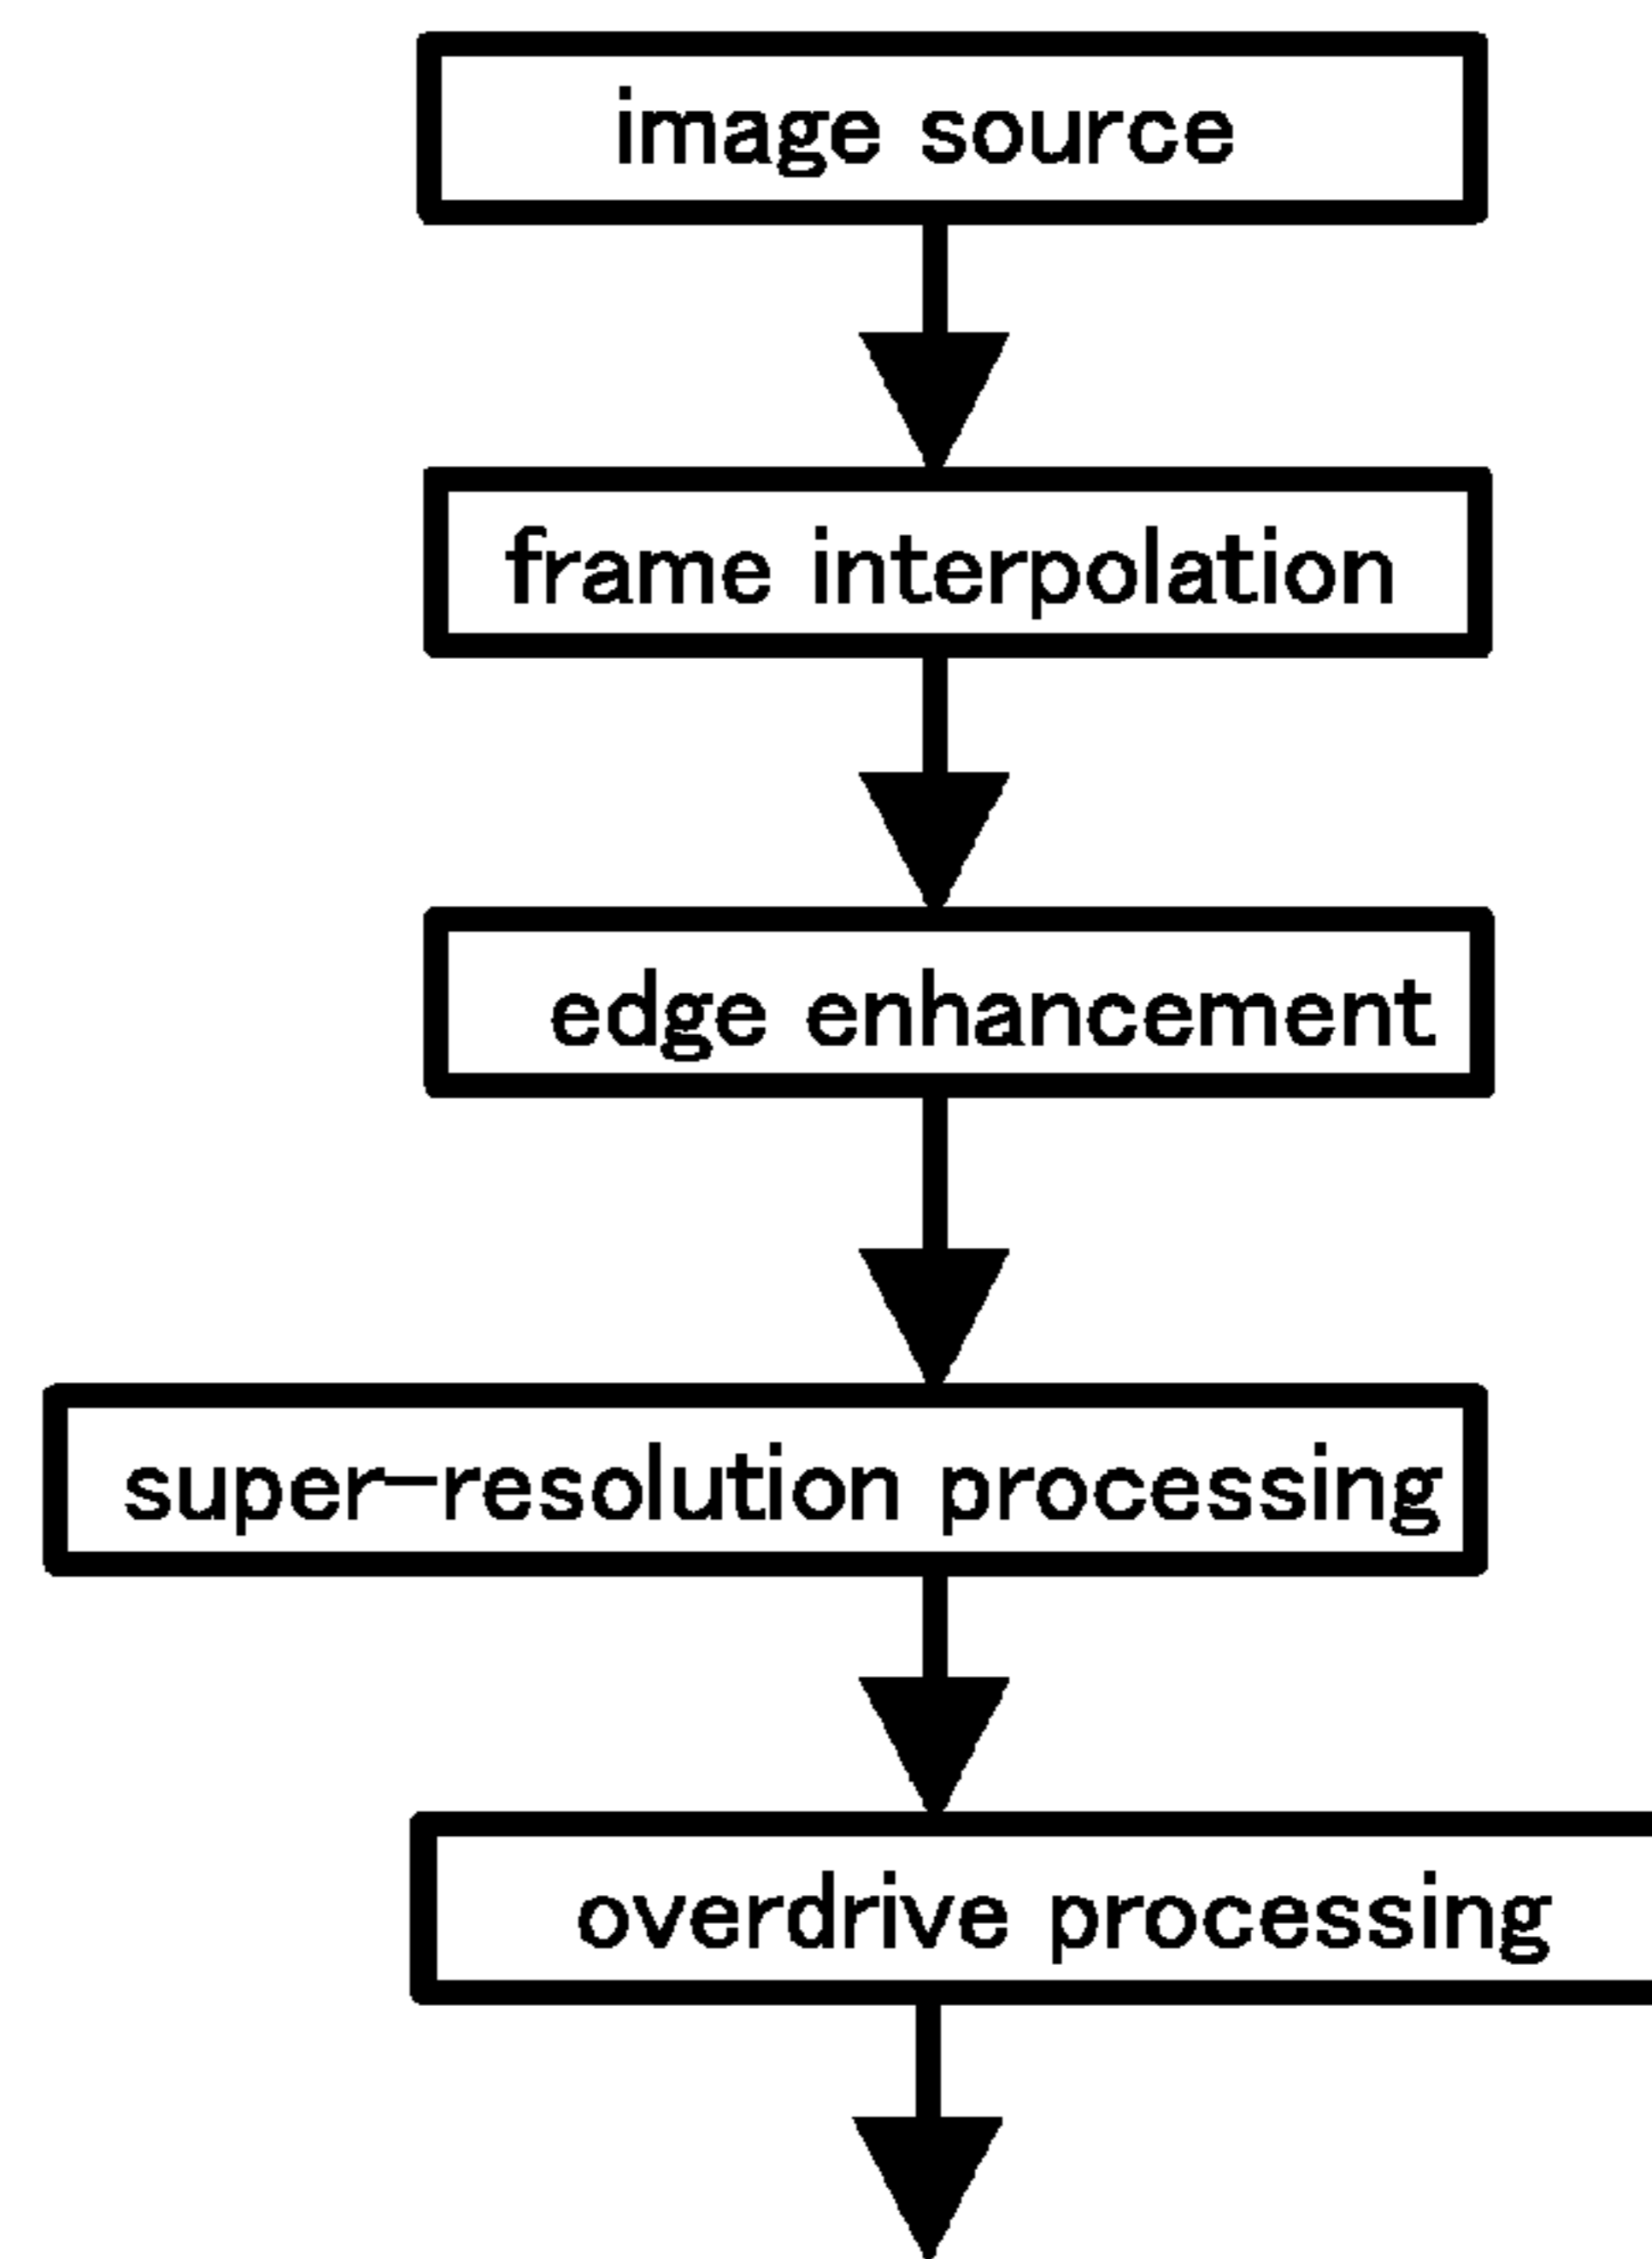 image source
frame interpolation
edge enhancement
super-resolution processing
overdrive processing